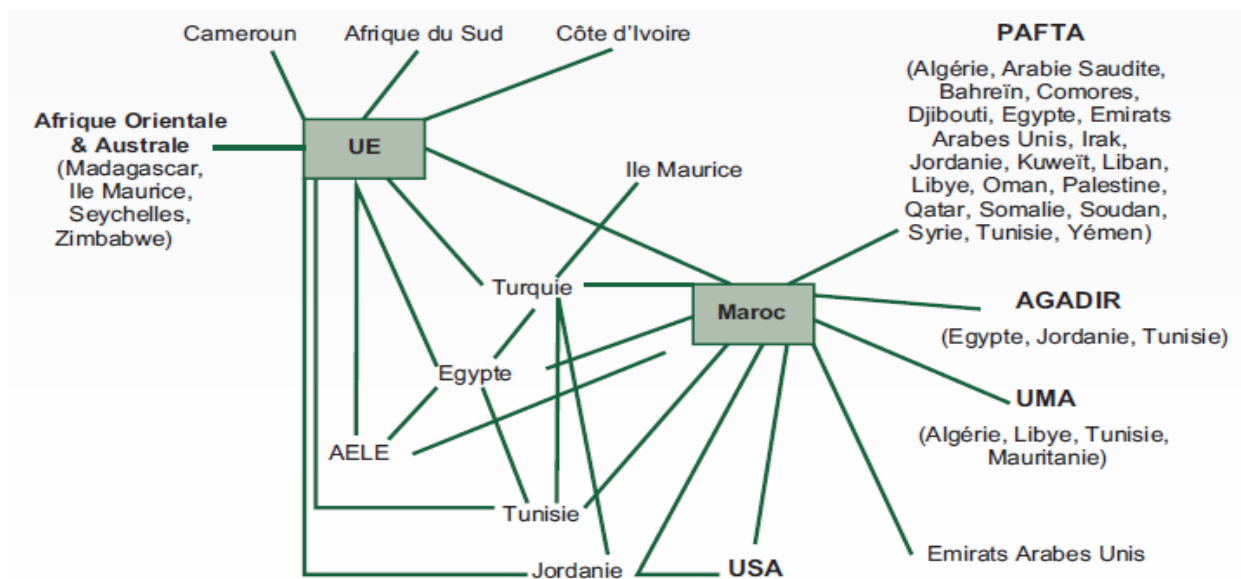 Cameroun
Afrique du Sud
Côte d'Ivoire
PAFTA
(Algérie, Arabie Saudite,
Bahreïn, Comores,
Djibouti, Egypte, Emirats
Arabes Unis, Irak,
Jordanie, Kuweït, Liban,
Libye, Oman, Palestine,
Qatar, Somalie, Soudan,
Syrie, Tunisie, Yémen)
Afrique Orientale
& Australe
(Madagascar,
Ile Maurice,
Seychelles,
Zimbabwe)
UE
Ile Maurice
Turquie
Maroc
AGADIR
(Egypte, Jordanie, Tunisie)
Egypte
UMA
(Algérie, Libye, Tunisie,
Mauritanie)
AELE
Tunisie
Emirats Arabes Unis
Jordanie
USA